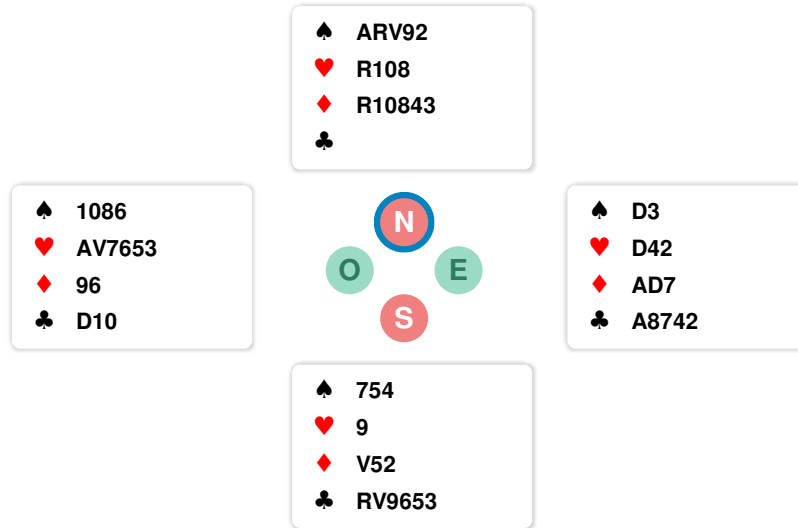 ♠ ARV92
♥ R108
♦ R10843
♣
♠ 1086
♥ AV7653
♦ 96
♣ D10
N
O E
S
♠ D3
♥ D42
♦ AD7
♣ A8742
♠ 754
♥ 9
♦ V52
♣ RV9653